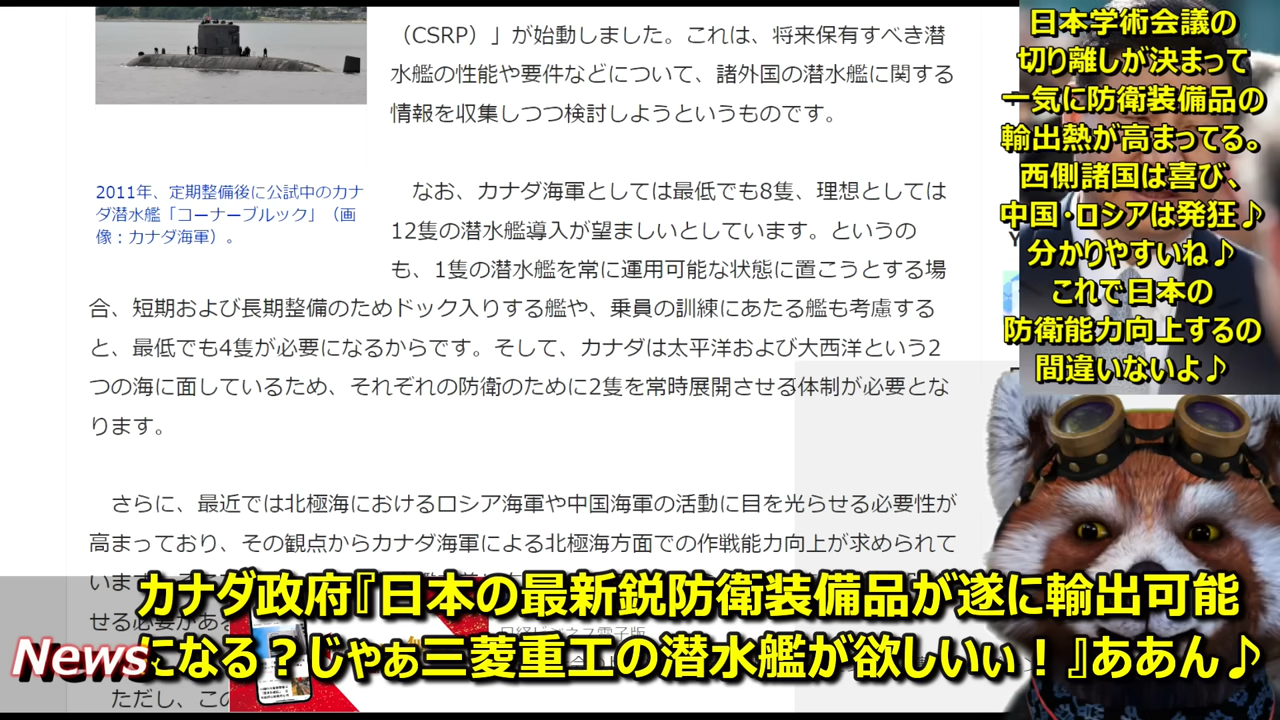 （CSRP）」が始動しました。これは、将来保有すべき潜
水艦の性能や要件などについて、諸外国の潜水艦に関する
情報を収集しつつ検討しようというものです。
2011年、定期整備後に公試中のカナ
ダ潜水艦「コーナーブルック」（画
像：カナダ海軍）。
なお、カナダ海軍としては最低でも8隻、理想としては
12隻の潜水艦導入が望ましいとしています。というの
も、1隻の潜水艦を常に運用可能な状態に置こうとする場
合、短期および長期整備のためドック入りする艦や、乗員の訓練にあたる艦も考慮する
と、最低でも4隻が必要になるからです。そして、カナダは太平洋および大西洋という2
つの海に面しているため、それぞれの防衛のために2隻を常時展開させる体制が必要とな
ります。
さらに、最近では北極海におけるロシア海軍や中国海軍の活動に目を光らせる必要性が
高まっており、その観点からカナダ海軍による北極海方面での作戦能力向上が求められて
います
せる必要がある
ただし、この
日経ビジネス電子版
日本学術会議の
切り離しが決まって
一気に防衛装備品の
輸出熱が高まってる。
西側諸国は喜び、
中国・ロシアは発狂♪
分かりやすいね♪
これで日本の
防衛能力向上するの
間違いないよ♪
カナダ政府『日本の最新鋭防衛装備品が遂に輸出可能
になる？じゃぁ三菱重工の潜水艦が欲しいぃ！』ああん♪
News